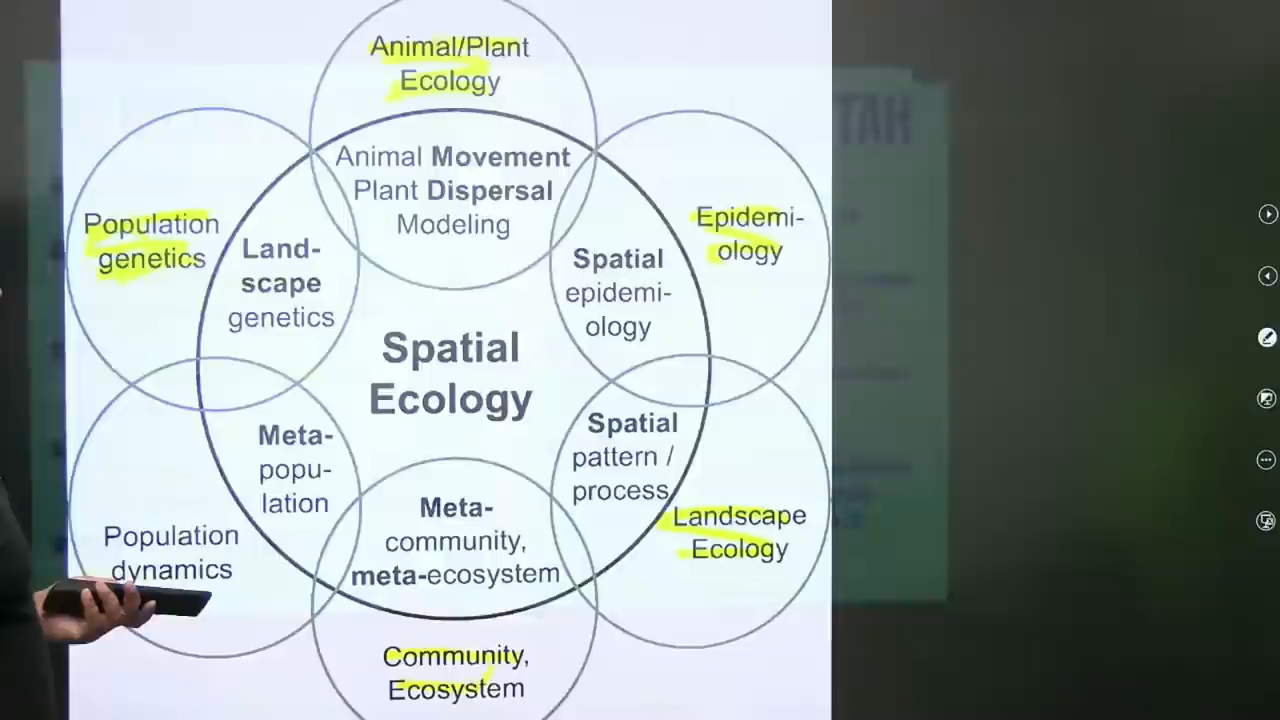 Animal/Plant
Ecology
Animal Movement
Plant Dispersal
Modeling
Population
genetics
Land-
scape
genetics
Spatial
epidemi-
ology
Epidemi-
ology
Spatial
Ecology
Meta-
popu-
lation
Spatial
pattern /
process
Population
dynamics
Meta-
community,
meta-ecosystem
Landscape
Ecology
Community,
Ecosystem
TAH